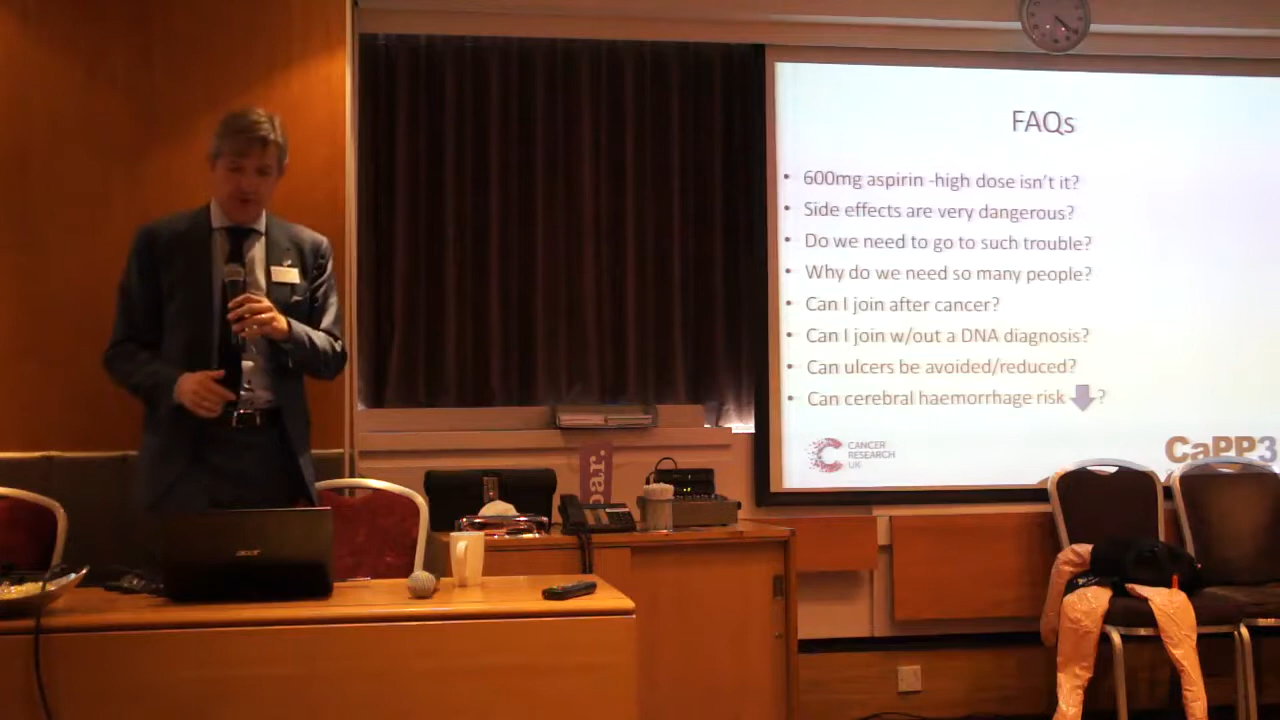 FAQs
• 600mg aspirin -high dose isn't it?
• Side effects are very dangerous?
• Do we need to go to such trouble?
• Why do we need so many people?
• Can I join after cancer?
• Can I join w/out a DNA diagnosis?
• Can ulcers be avoided/reduced?
• Can cerebral haemorrhage risk ?
CANCER
RESEARCH
UK
CaPP3
bar.
acer